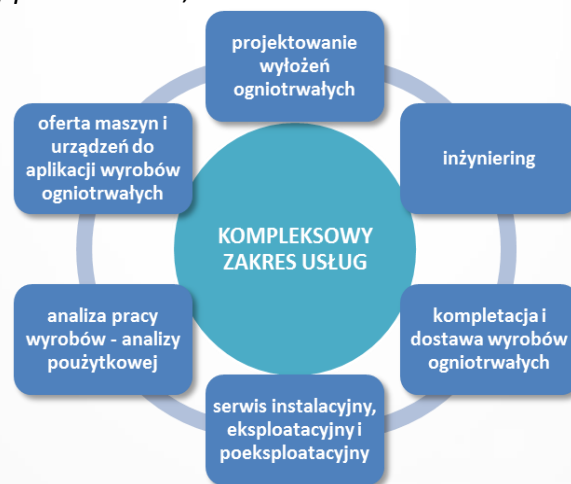 projektowanie
wyłożeń
ogniotrwałych
inżyniering
kompletacja i
dostawa wyrobów
ogniotrwałych
serwis instalacyjny,
eksploatacyjny i
poeksploatacyjny
analiza pracy
wyrobów - analizy
poużytkowej
oferta maszyn i
urządzeń do
aplikacji wyrobów
ogniotrwałych
KOMPLEKSOWY
ZAKRES USŁUG